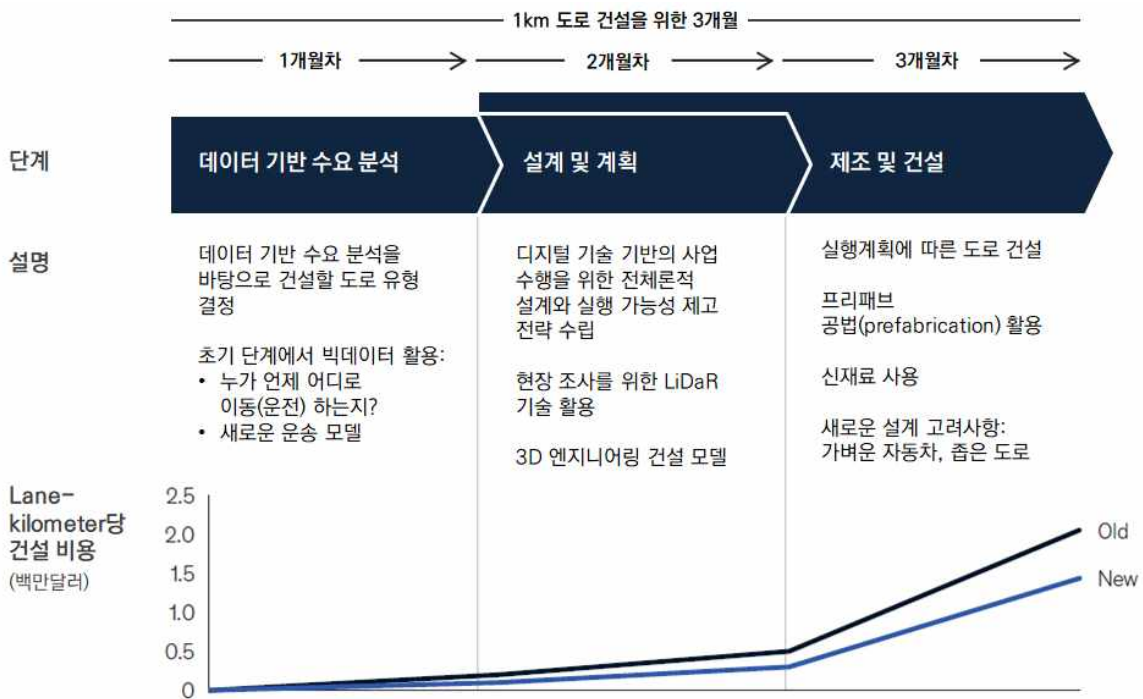 1km 도로 건설을 위한 3개월
1개월차
2개월차
3개월차
단계
데이터 기반 수요 분석
설계 및 계획
제조 및 건설
설명
데이터 기반 수요 분석을
바탕으로 건설할 도로 유형
결정
초기 단계에서 빅데이터 활용:
• 누가 언제 어디로
이동(운전) 하는지?
• 새로운 운송 모델
디지털 기술 기반의 사업
수행을 위한 전체론적
설계와 실행 가능성 제고
전략 수립
현장 조사를 위한 LiDaR
기술 활용
3D 엔지니어링 건설 모델
실행계획에 따른 도로 건설
프리패브
공법(prefabrication) 활용
신재료 사용
새로운 설계 고려사항:
가벼운 자동차, 좁은 도로
Lane-
kilometer당
건설 비용
(백만달러)
2.5
2.0
1.5
1.0
0.5
0
Old
New